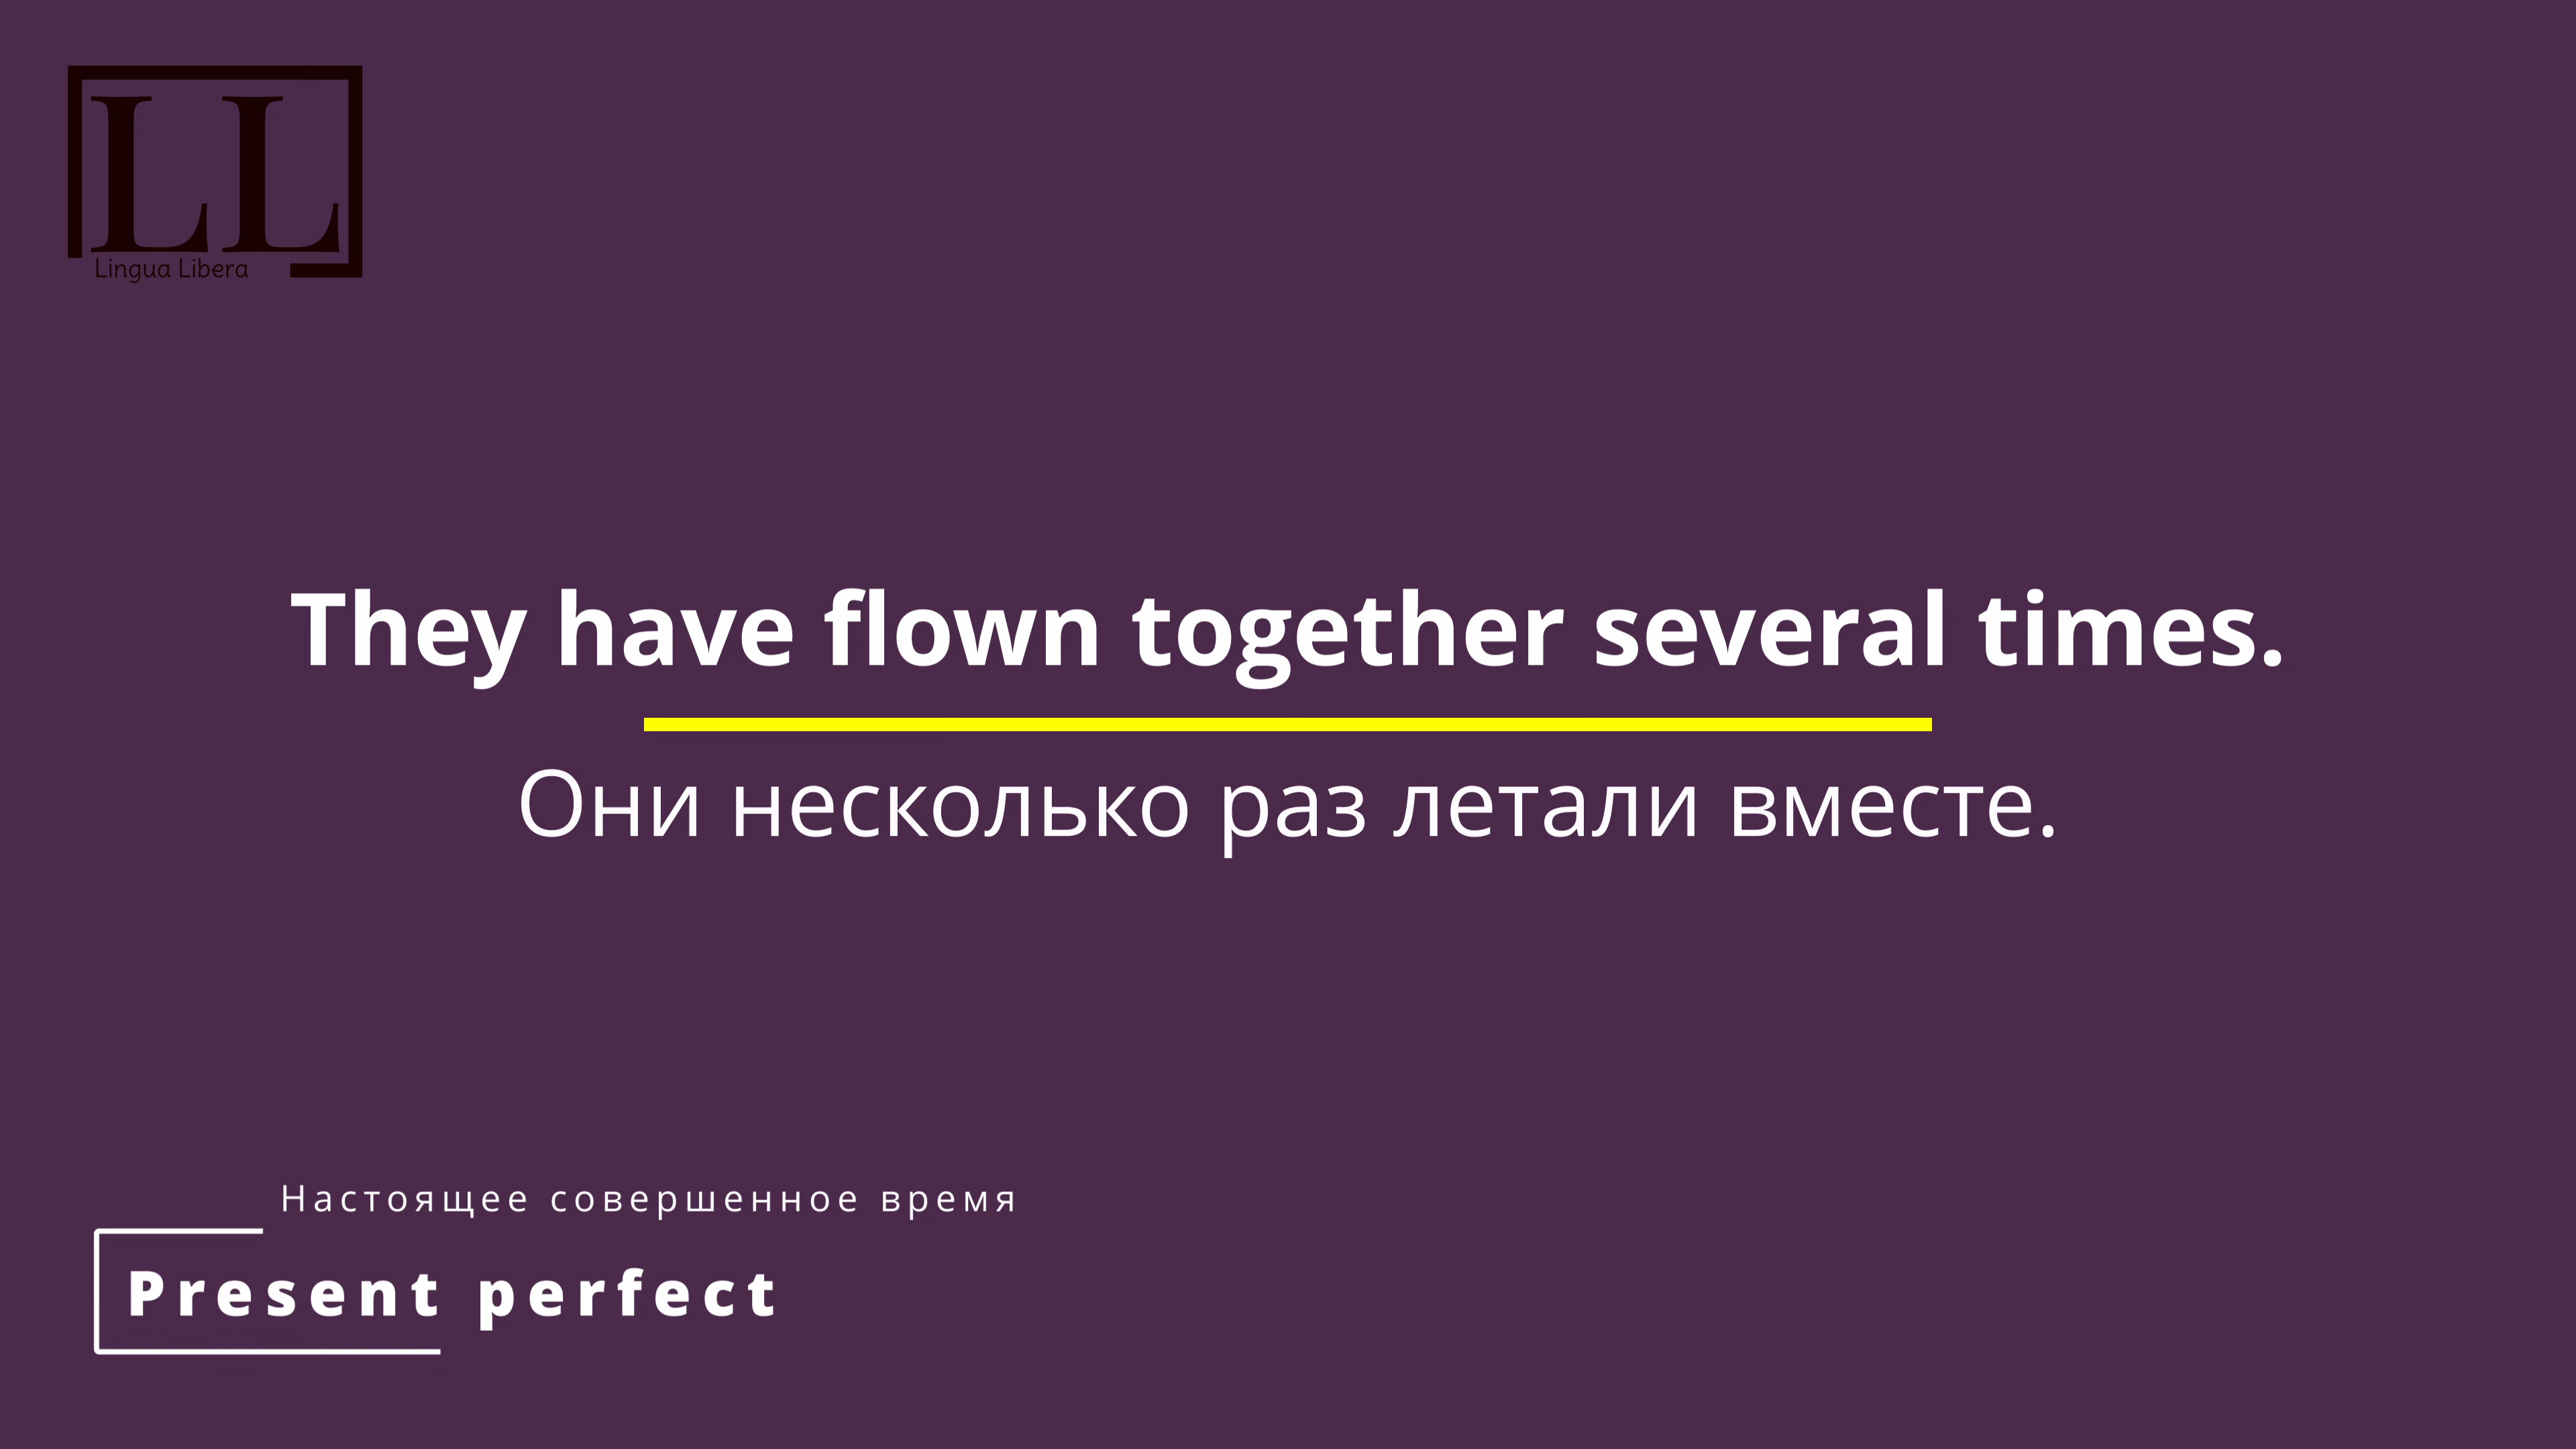 LL
Lingua Libera
They have flown together several times.
Они несколько раз летали вместе.
Настоящее совершенное время
Present perfect